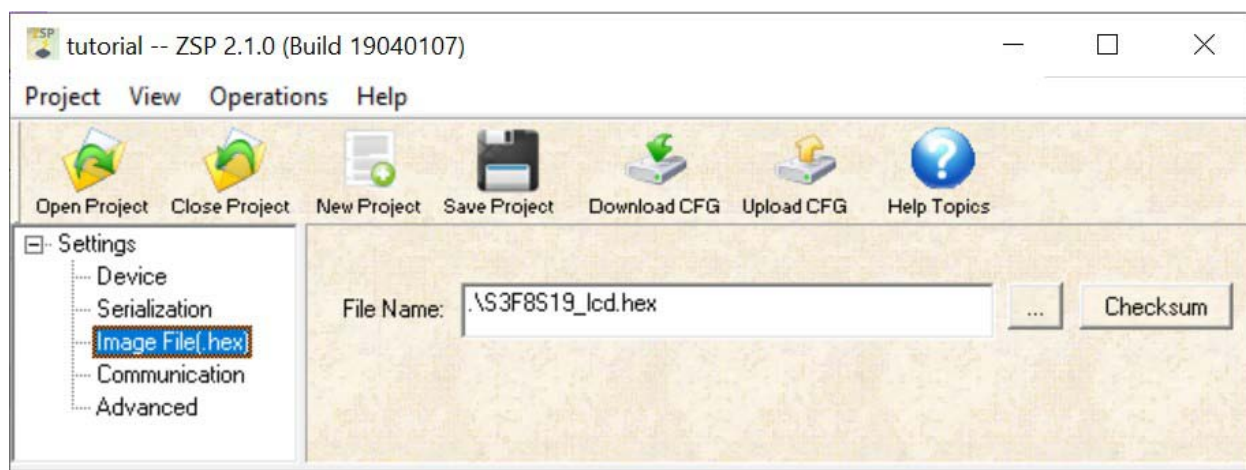 tutorial -- ZSP 2.1.0 (Build 19040107)
Project View Operations Help
Open Project Close Project New Project Save Project Download CFG Upload CFG Help Topics
Settings
Device
Serialization
Image File(.hex)
Communication
Advanced
File Name: .\S3F8S19_lcd.hex ... Checksum